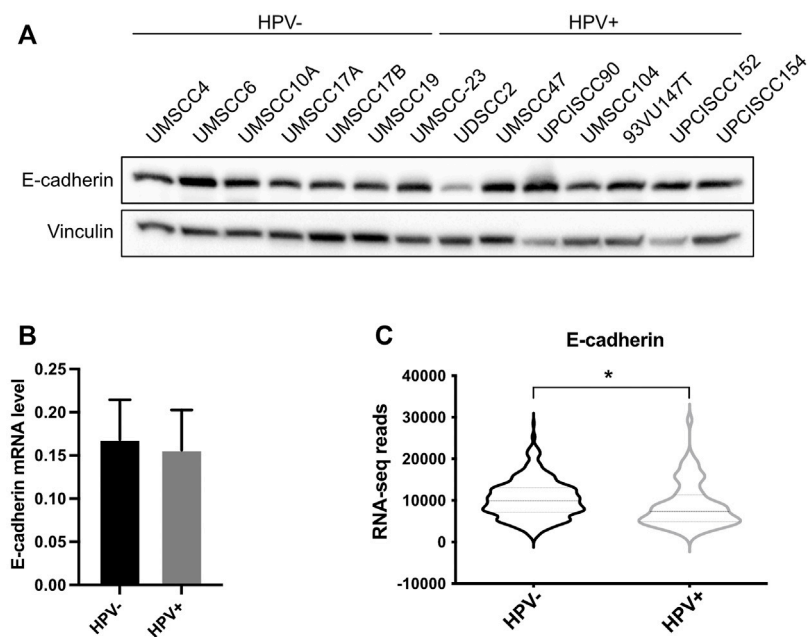 A
HPV-
HPV+
UMSCC4
UMSCC6
UMSCC10A
UMSCC17A
UMSCC17B
UMSCC19
UMSCC-23
UDSCC2
UMSCC47
UPCISCC90
UMSCC104
93VU147T
UPCISCC152
UPCISCC154
E-cadherin
Vinculin
B
E-cadherin mRNA level
0.25
0.20
0.15
0.10
0.05
0.00
HPV-
HPV+
C
E-cadherin
*
RNA-seq reads
40000
30000
20000
10000
0
-10000
HPV-
HPV+